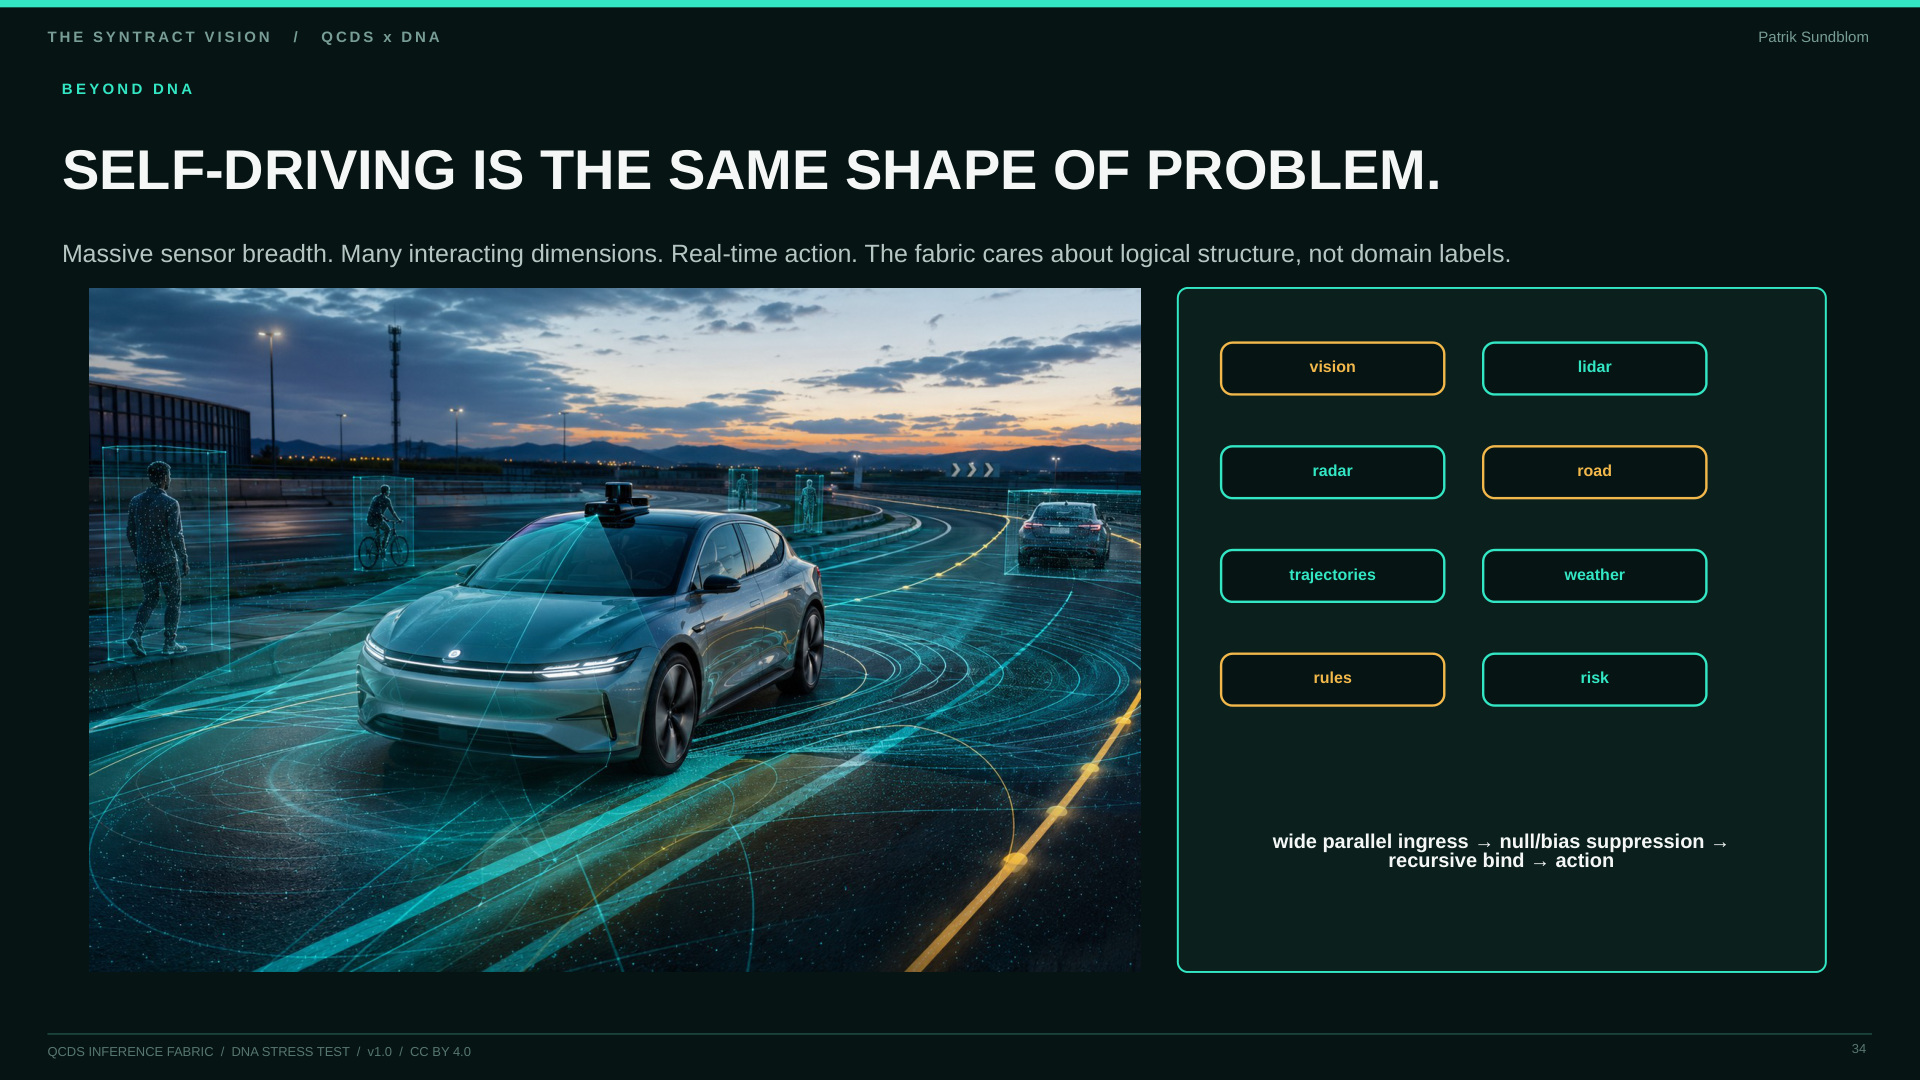 THE SYNTRACT VISION / QCDS x DNA
Patrik Sundblom
BEYOND DNA
SELF-DRIVING IS THE SAME SHAPE OF PROBLEM.
Massive sensor breadth. Many interacting dimensions. Real-time action. The fabric cares about logical structure, not domain labels.
vision
lidar
radar
road
trajectories
weather
rules
risk
wide parallel ingress → null/bias suppression →
recursive bind → action
QCDS INFERENCE FABRIC / DNA STRESS TEST / v1.0 / CC BY 4.0
34